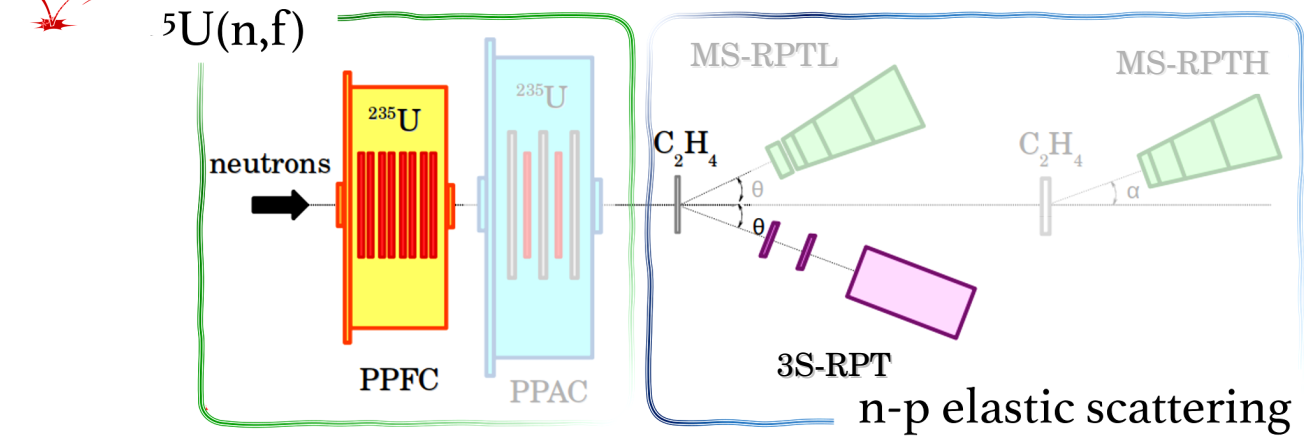 ⁵U(n,f)
MS-RPTL
MS-RPTH
²³⁵U
²³⁵U
neutrons
C₂H₄
C₂H₄
θ
θ
α
PPFC
PPAC
3S-RPT
n-p elastic scattering